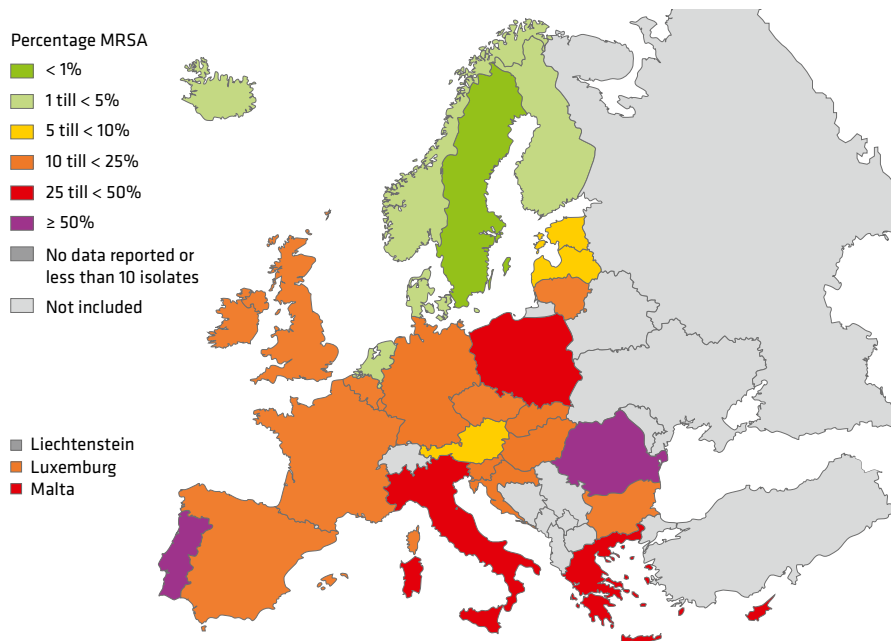 Percentage MRSA
< 1%
1 till < 5%
5 till < 10%
10 till < 25%
25 till < 50%
≥ 50%
No data reported or
less than 10 isolates
Not included
Liechtenstein
Luxemburg
Malta